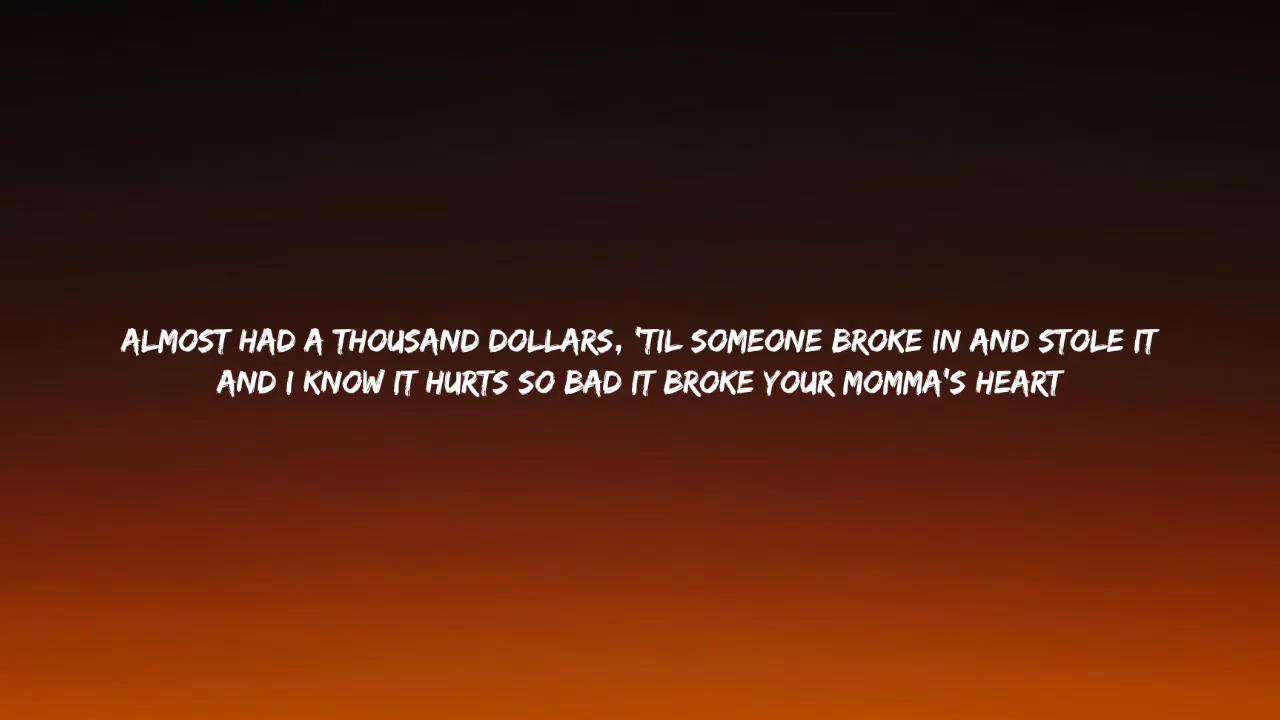 ALMOST HAD A THOUSAND DOLLARS, 'TIL SOMEONE BROKE IN AND STOLE IT
AND I KNOW IT HURTS SO BAD IT BROKE YOUR MOMMA'S HEART